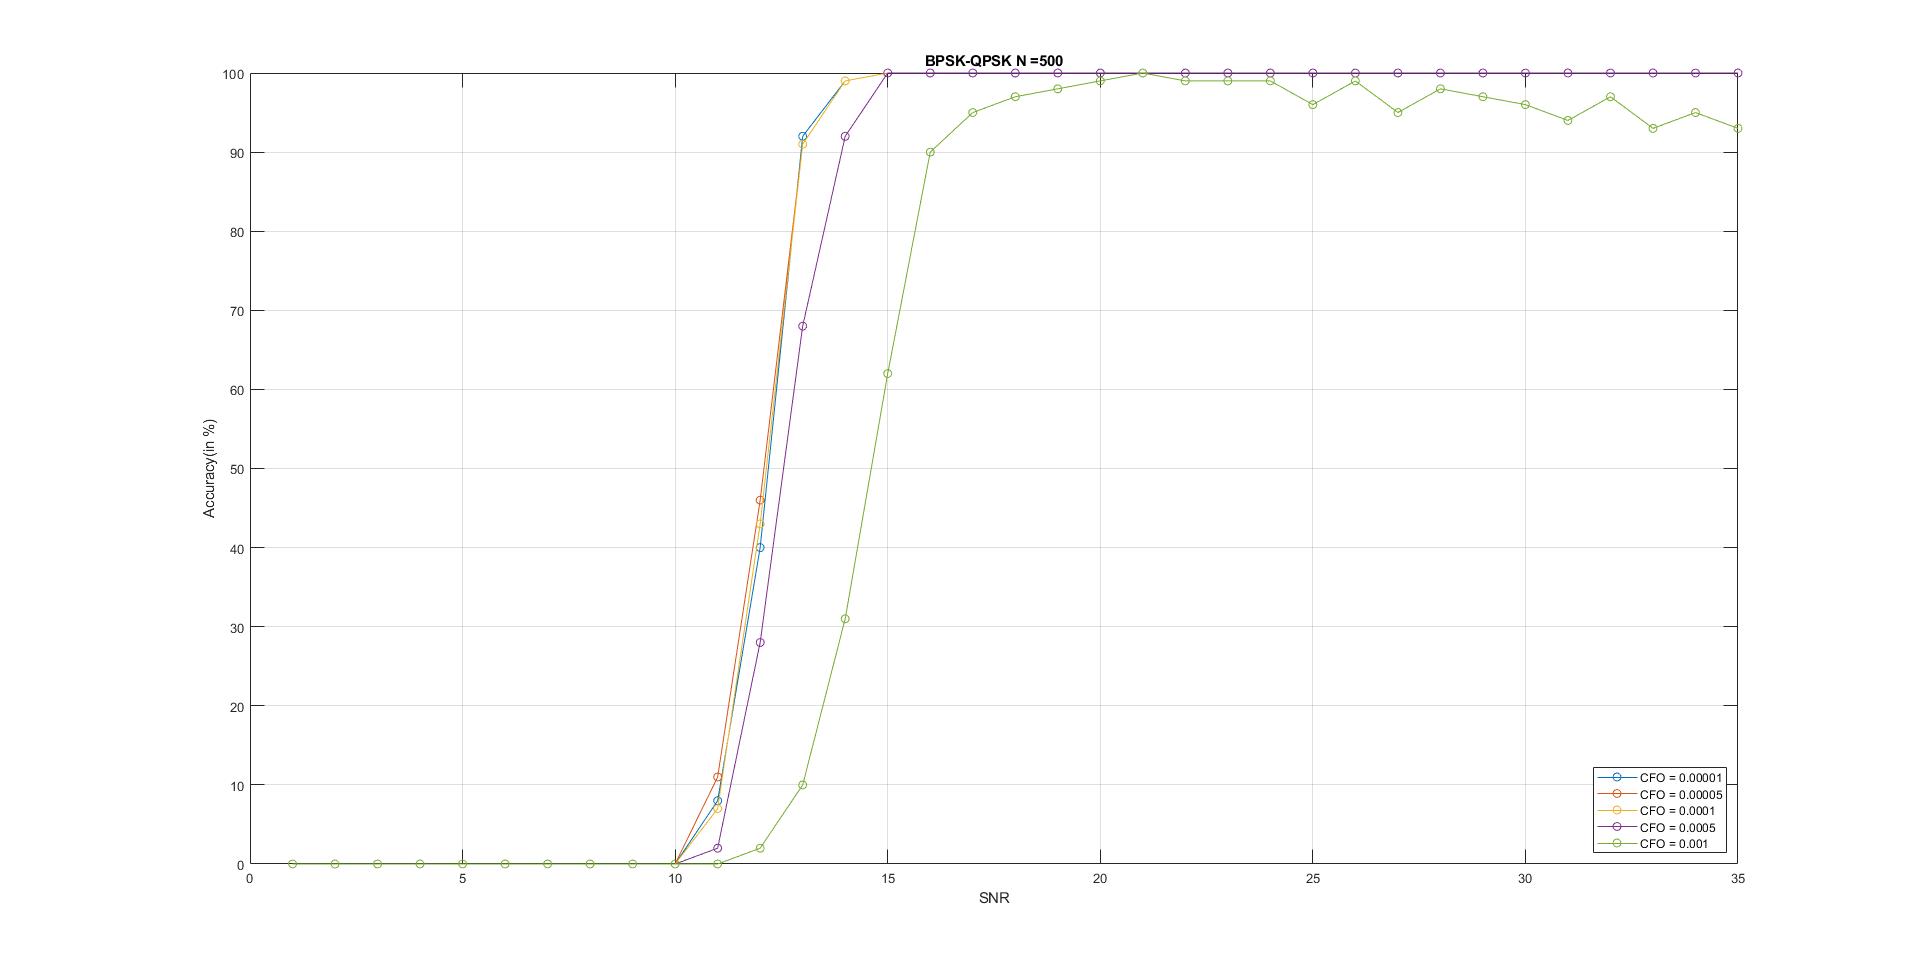 BPSK-QPSK N =500
100
90
80
70
60
50
40
30
20
10
0
Accuracy(in %)
0 5 10 15 20 25 30 35
SNR
CFO = 0.00001
CFO = 0.00005
CFO = 0.0001
CFO = 0.0005
CFO = 0.001